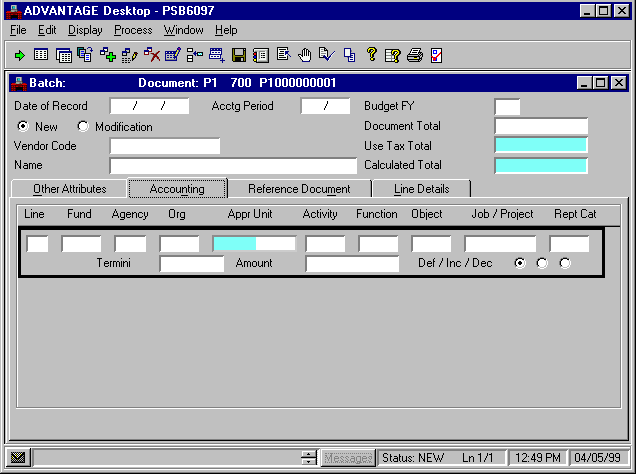 ADVANTAGE Desktop - PSB6097
File Edit Display Process Window Help
Batch: Document: P1 700 P1000000001
Date of Record / / Acctg Period / Budget FY
New Modification Document Total
Vendor Code Use Tax Total
Name Calculated Total
Other Attributes Accounting Reference Document Line Details
Line Fund Agency Org Appr Unit Activity Function Object Job / Project Rept Cat
Termini Amount Def / Inc / Dec
Messages Status: NEW Ln 1/1 12:49 PM 04/05/99